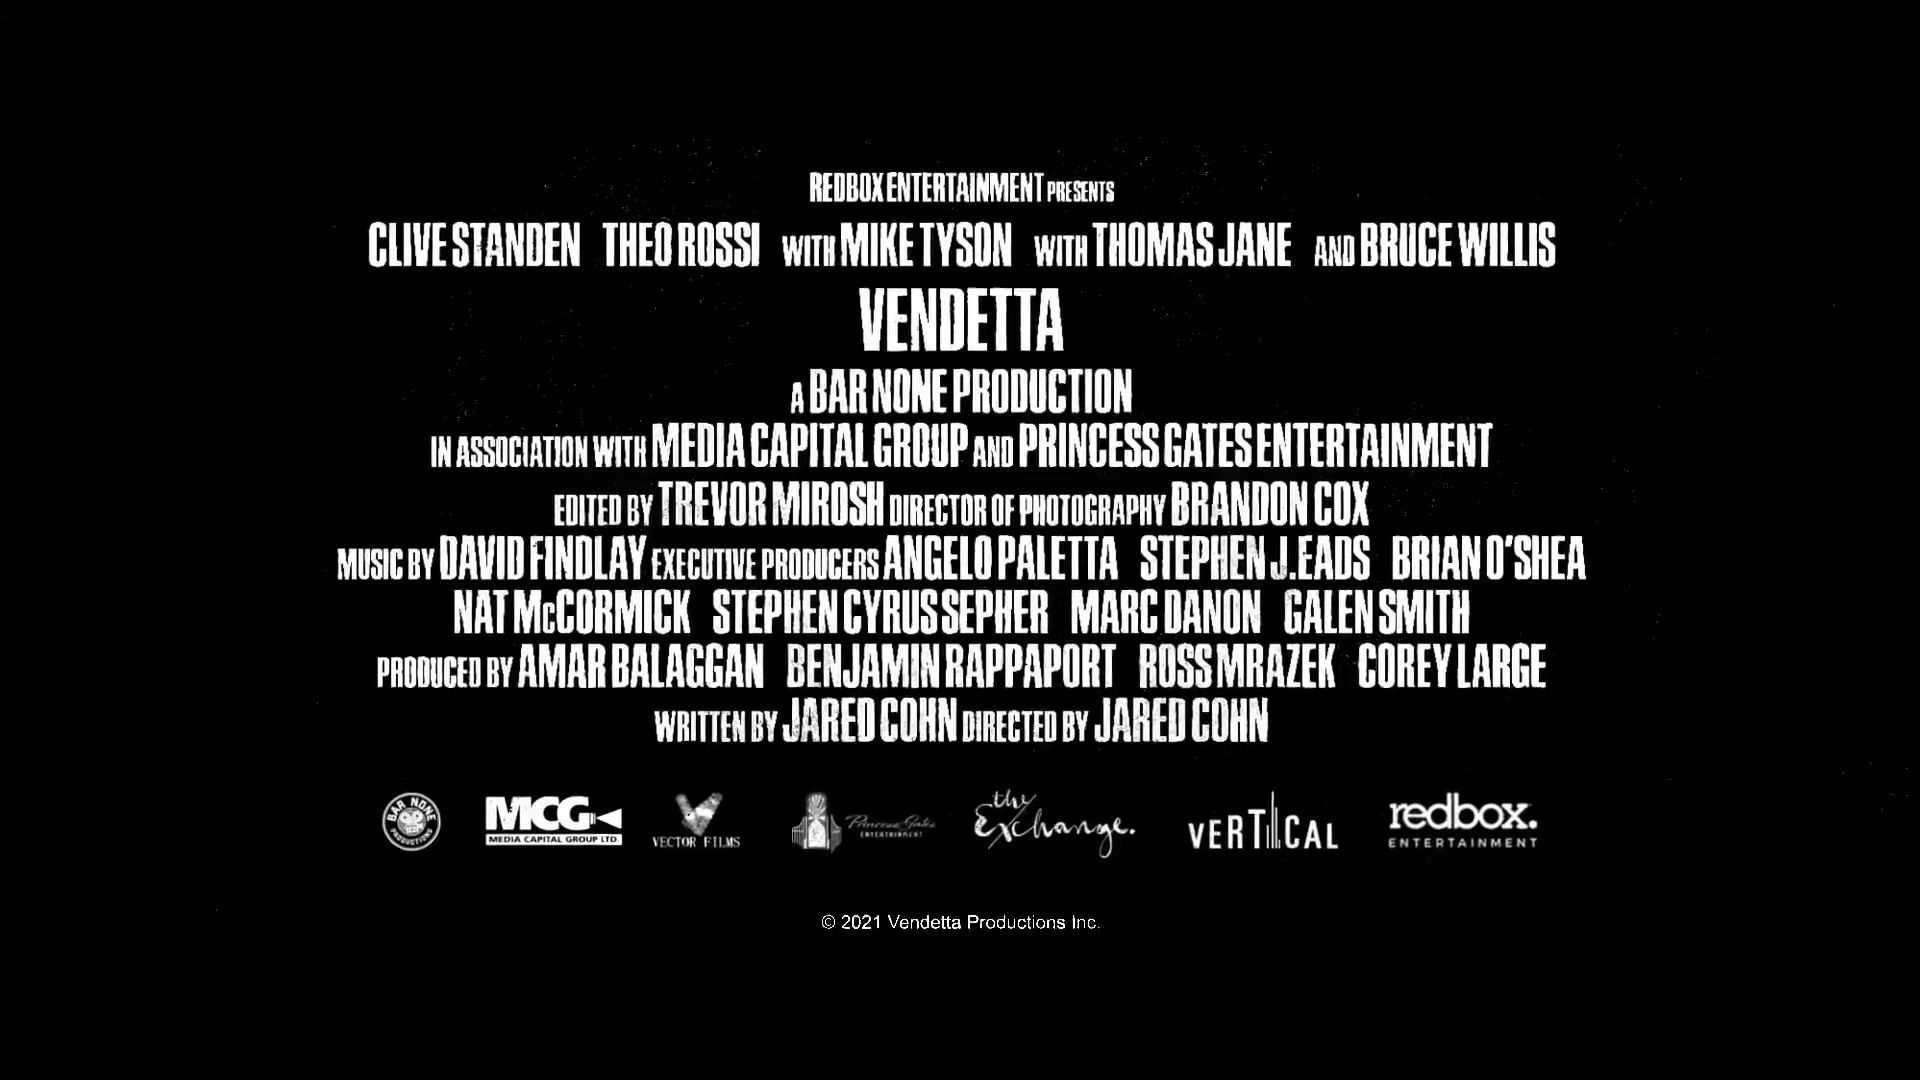 REDBOX ENTERTAINMENT PRESENTS
CLIVE STANDEN THEO ROSSI WITH MIKE TYSON WITH THOMAS JANE AND BRUCE WILLIS
VENDETTA
A BAR NONE PRODUCTION
IN ASSOCIATION WITH MEDIA CAPITAL GROUP AND PRINCESS GATES ENTERTAINMENT
EDITED BY TREVOR MIROSH DIRECTOR OF PHOTOGRAPHY BRANDON COX
MUSIC BY DAVID FINDLAY EXECUTIVE PRODUCERS ANGELO PALETTA STEPHEN J. EADS BRIAN O'SHEA
NAT McCORMICK STEPHEN CYRUS SEPHER MARC DANON GALEN SMITH
PRODUCED BY AMAR BALAGGAN BENJAMIN RAPPAPORT ROSS MRAZEK COREY LARGE
WRITTEN BY JARED COHN DIRECTED BY JARED COHN
BAR NONE PRODUCTIONS
MCG
MEDIA CAPITAL GROUP LTD.
VECTOR FILMS
Princess Gates
ENTERTAINMENT
the Exchange.
VERTICAL
redbox.
ENTERTAINMENT
© 2021 Vendetta Productions Inc.